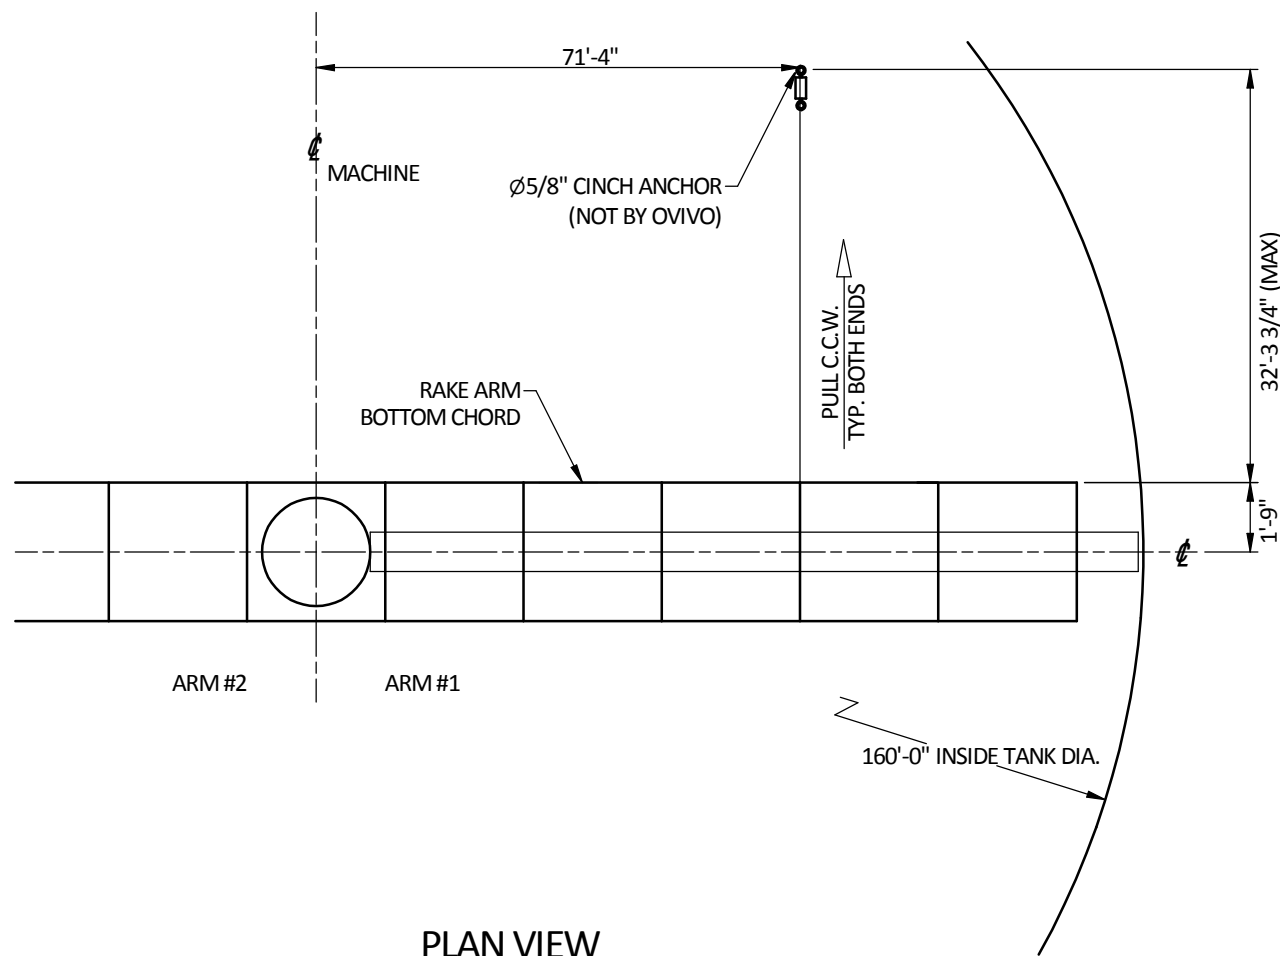 71'-4"
℄
MACHINE
Ø5/8" CINCH ANCHOR
(NOT BY OVIVO)
PULL C.C.W.
TYP. BOTH ENDS
32'-3 3/4" (MAX)
RAKE ARM
BOTTOM CHORD
1'-9"
℄
ARM #2
ARM #1
160'-0" INSIDE TANK DIA.
PLAN VIEW